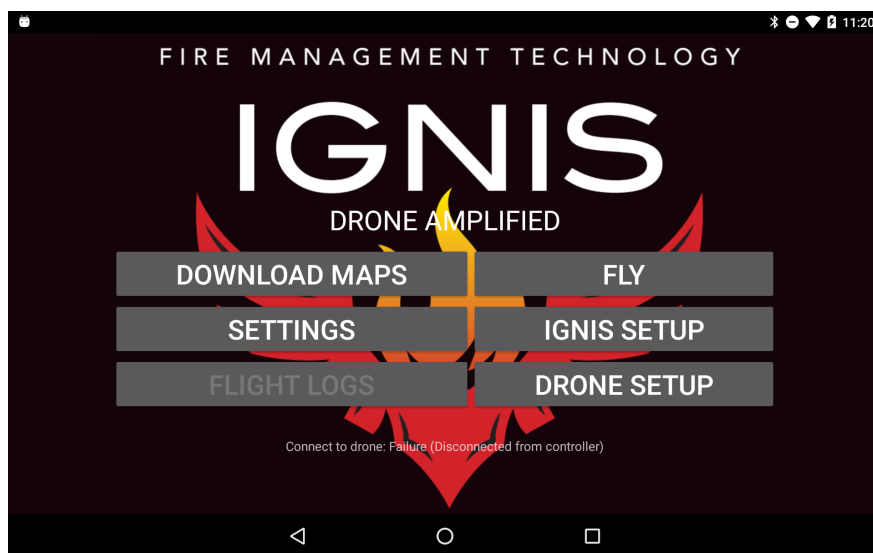 11:20
FIRE MANAGEMENT TECHNOLOGY
IGNIS
DRONE AMPLIFIED
DOWNLOAD MAPS
FLY
SETTINGS
IGNIS SETUP
FLIGHT LOGS
DRONE SETUP
Connect to drone: Failure (Disconnected from controller)